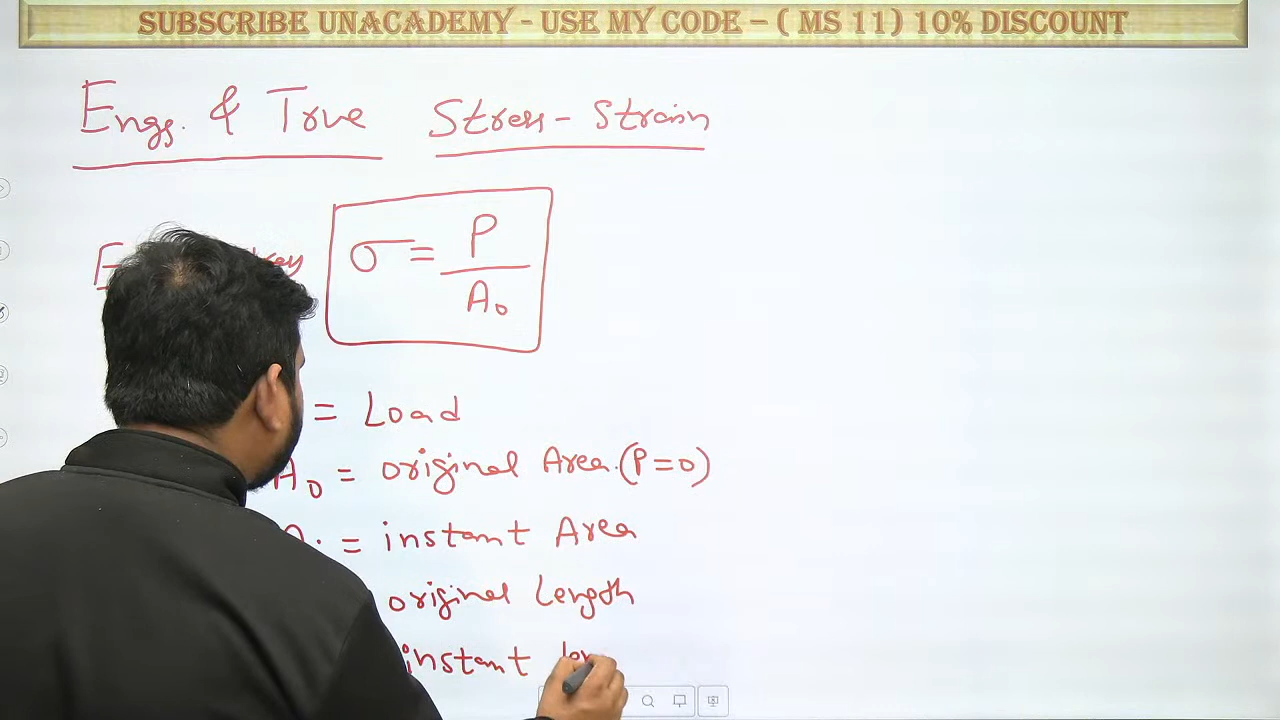 SUBSCRIBE UNACADEMY - USE MY CODE – ( MS 11) 10% DISCOUNT
Engg. & True Stress - Strain
σ = P / A₀
= Load
A₀ = original Area. (P = 0)
= instant Area
original Length
instant